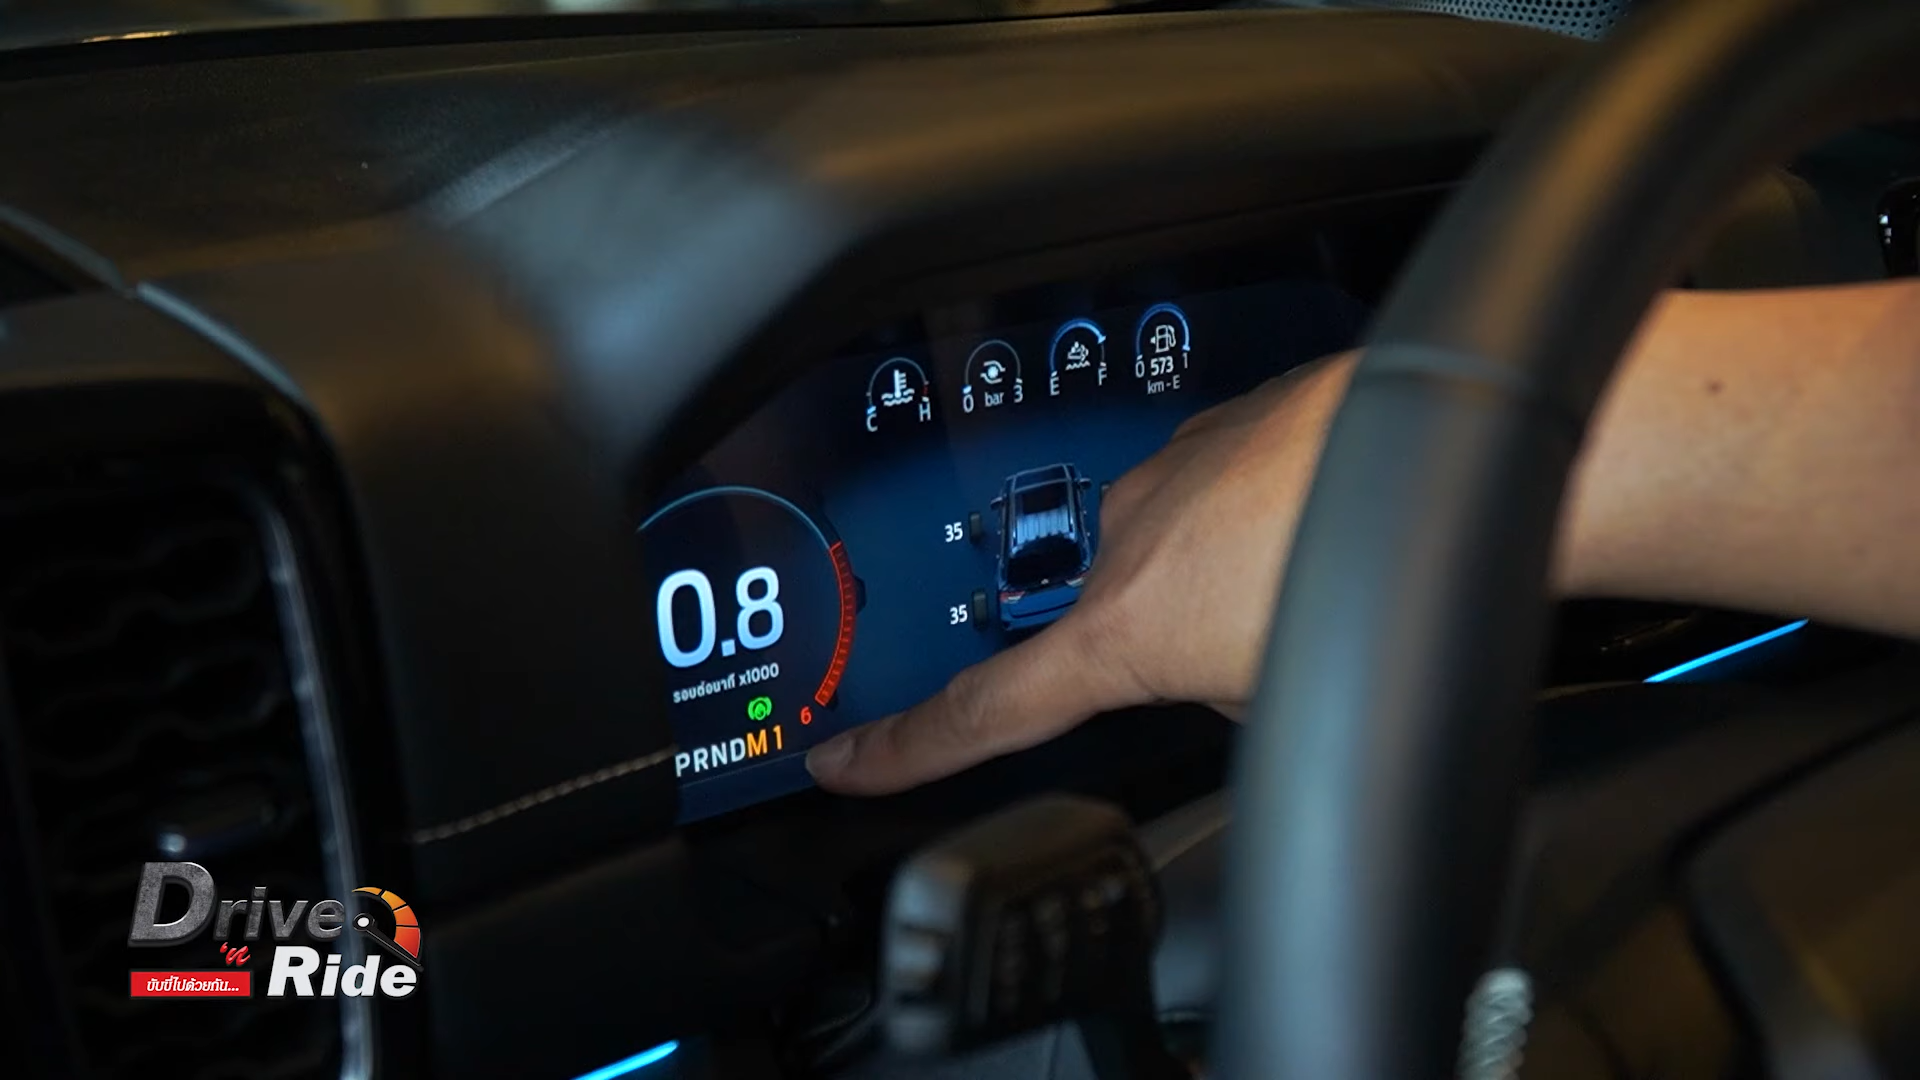 C H
0 bar 3
E F
0 573 1
km - E
35
35
0.8
รอบต่อนาที x1000
6
PRNDM1
Drive
'n
Ride
ขับขี่ไปด้วยกัน...